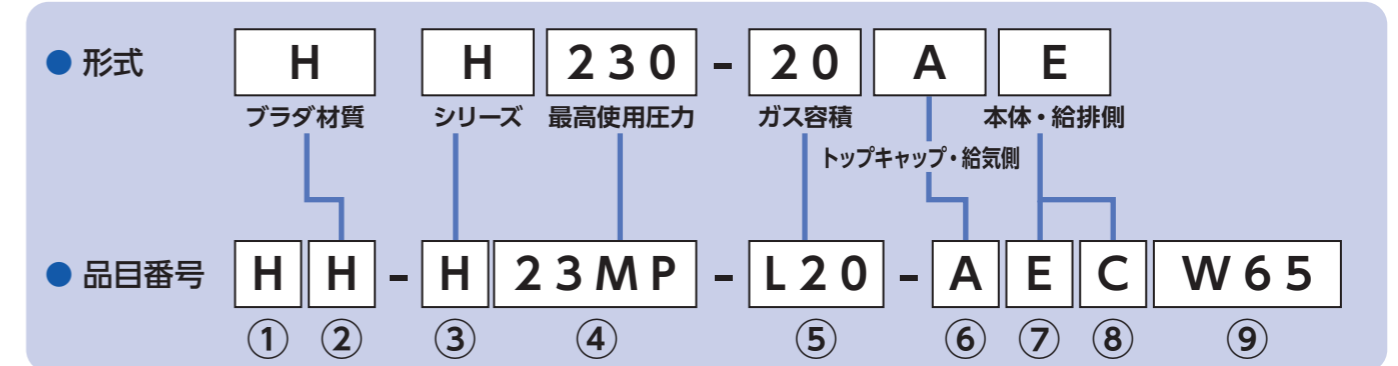 ● 形式 H H 230 - 20 A E
ブラダ材質 シリーズ 最高使用圧力 ガス容積 本体・給排側
トップキャップ・給気側
● 品目番号 H H - H 23MP - L20 - A E C W65
① ② ③ ④ ⑤ ⑥ ⑦ ⑧ ⑨